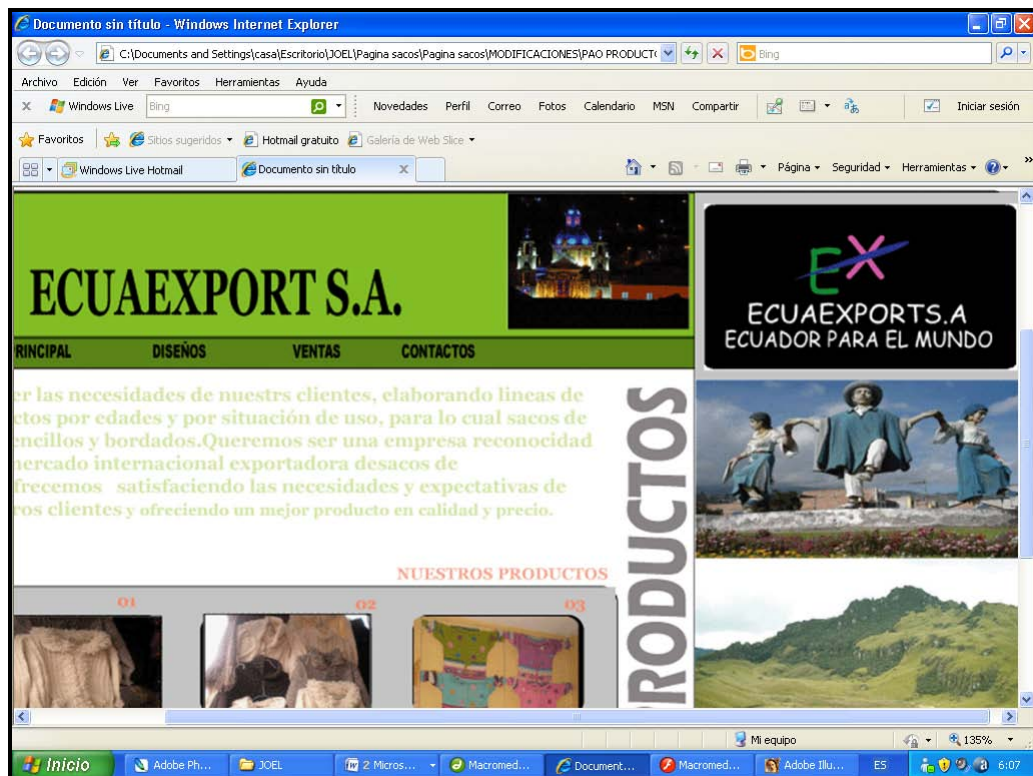 Documento sin título - Windows Internet Explorer
C:\Documents and Settings\casa\Escritorio\JOEL\Pagina sacos\Pagina sacos\MODIFICACIONES\PAO PRODUCT
Bing
Archivo Edición Ver Favoritos Herramientas Ayuda
X Windows Live Bing Novedades Perfil Correo Fotos Calendario MSN Compartir Iniciar sesión
Favoritos Sitios sugeridos Hotmail gratuito Galería de Web Slice
Windows Live Hotmail Documento sin título X Página Seguridad Herramientas »
ECUAEXPORT S.A.
RINCIPAL DISEÑOS VENTAS CONTACTOS
EX
ECUAEXPORTS.A
ECUADOR PARA EL MUNDO
er las necesidades de nuestrs clientes, elaborando lineas de
ctos por edades y por situación de uso, para lo cual sacos de
encillos y bordados.Queremos ser una empresa reconocidad
mercado internacional exportadora desacos de
frecemos satisfaciendo las necesidades y expectativas de
ros clientes y ofreciendo un mejor producto en calidad y precio.
RODUCTOS
NUESTROS PRODUCTOS
01 02 03
Mi equipo 135%
Inicio Adobe Ph... JOEL 2 Micros... Macromed... Document... Macromed... Adobe Illu... ES 6:07